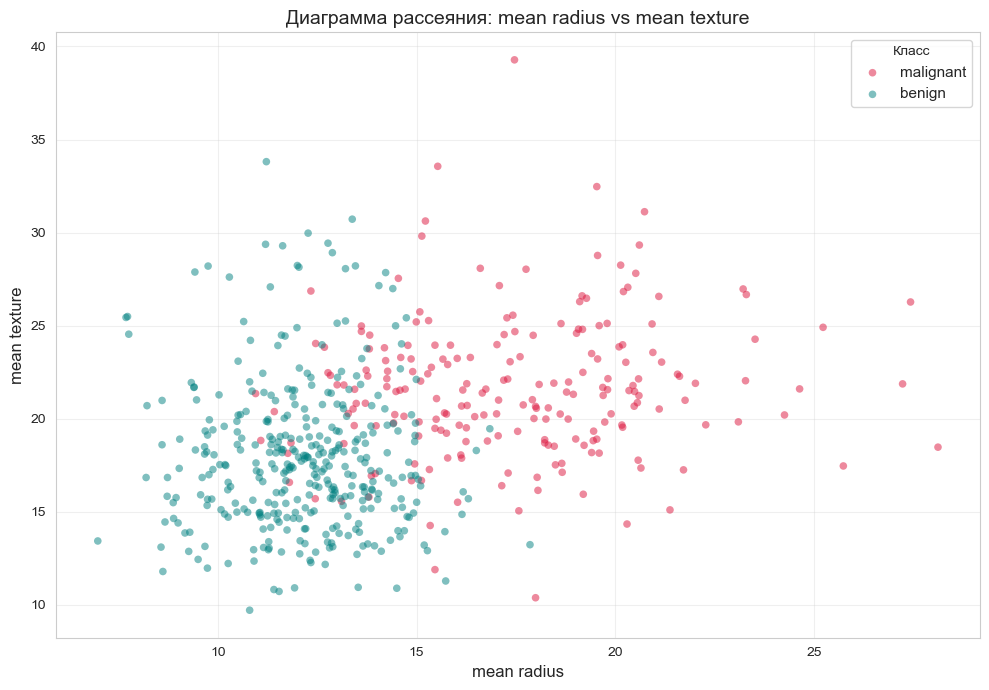 Диаграмма рассеяния: mean radius vs mean texture
Класс
malignant
benign
mean texture
40
35
30
25
20
15
10
10
15
20
25
mean radius